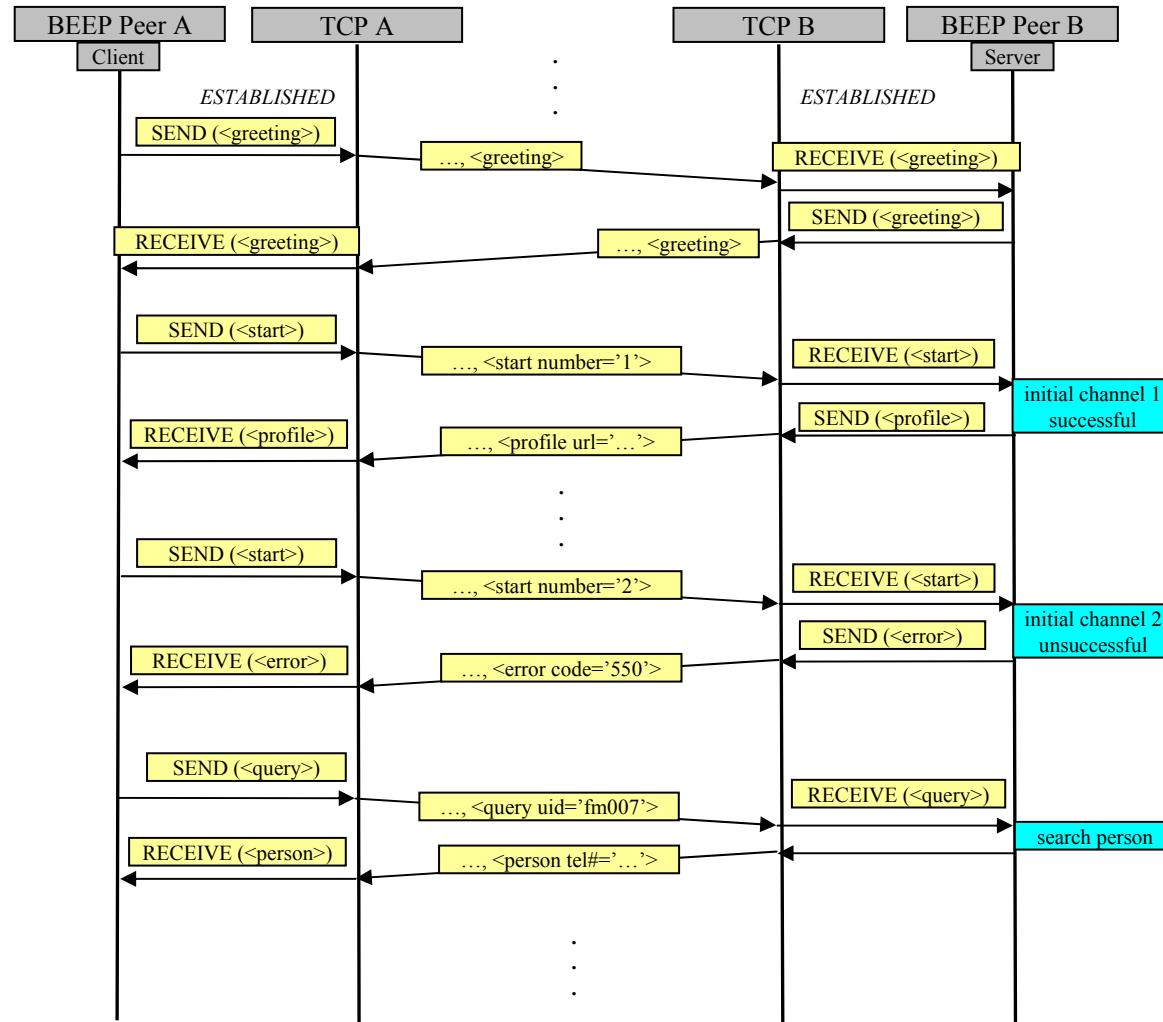 BEEP Peer A
TCP A
TCP B
BEEP Peer B
Client
Server
ESTABLISHED
ESTABLISHED
SEND (<greeting>)
…, <greeting>
RECEIVE (<greeting>)
SEND (<greeting>)
…, <greeting>
RECEIVE (<greeting>)
SEND (<start>)
…, <start number=’1’>
RECEIVE (<start>)
initial channel 1
successful
SEND (<profile>)
…, <profile url=’…’>
RECEIVE (<profile>)
SEND (<start>)
…, <start number=’2’>
RECEIVE (<start>)
initial channel 2
unsuccessful
SEND (<error>)
…, <error code=’550’>
RECEIVE (<error>)
SEND (<query>)
…, <query uid=’fm007’>
RECEIVE (<query>)
search person
…, <person tel#=’…’>
RECEIVE (<person>)